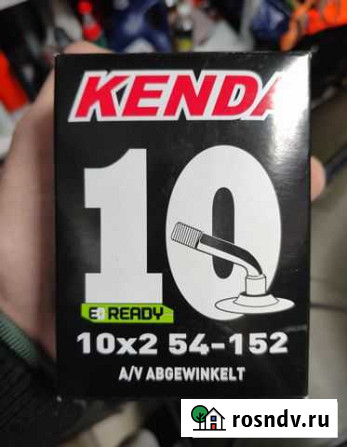 KENDA
10
E READY
10x2 54-152
A/V ABGEWINKELT
rosndv.ru